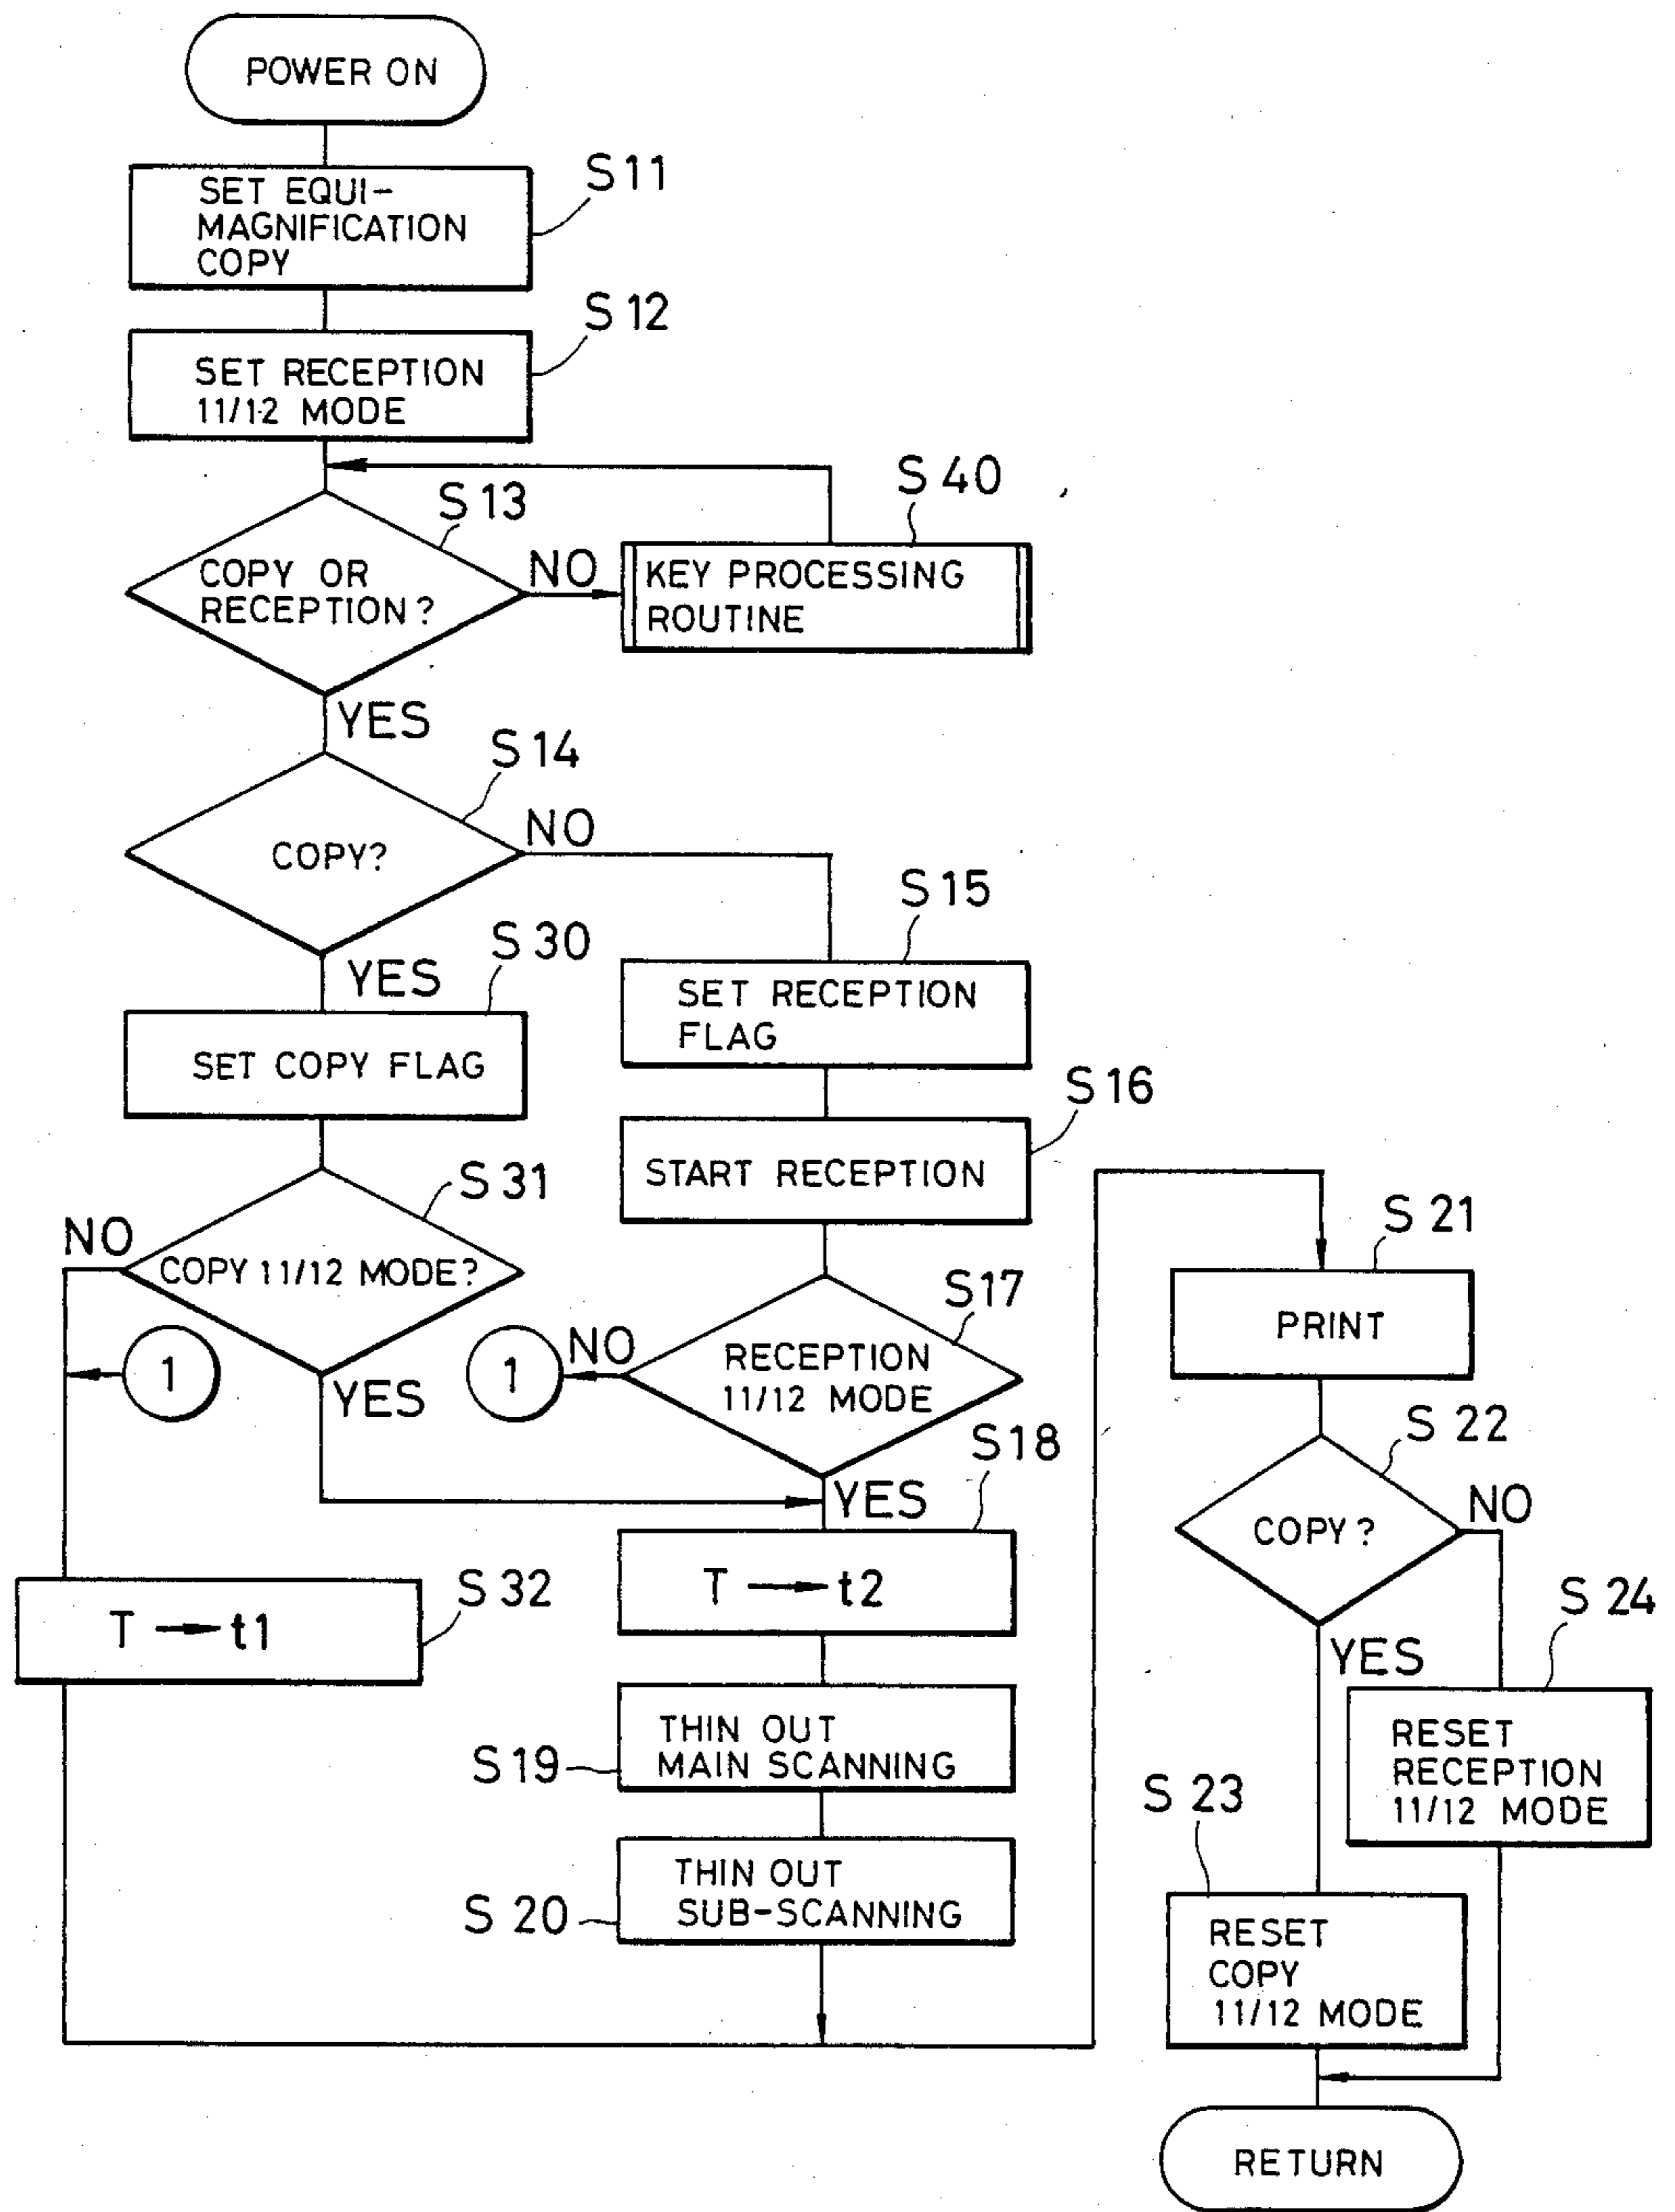 POWER ON
SET EQUI-
MAGNIFICATION
COPY
S11
SET RECEPTION
11/12 MODE
S12
COPY OR
RECEPTION?
S13
NO
KEY PROCESSING
ROUTINE
S40
YES
COPY?
S14
NO
YES
SET RECEPTION
FLAG
S15
SET COPY FLAG
S30
START RECEPTION
S16
COPY 11/12 MODE?
S31
NO
1
YES
RECEPTION
11/12 MODE
S17
NO
1
YES
T → t2
S18
T → t1
S32
THIN OUT
MAIN SCANNING
S19
THIN OUT
SUB-SCANNING
S20
PRINT
S21
COPY?
S22
NO
YES
RESET
RECEPTION
11/12 MODE
S24
RESET
COPY
11/12 MODE
S23
RETURN